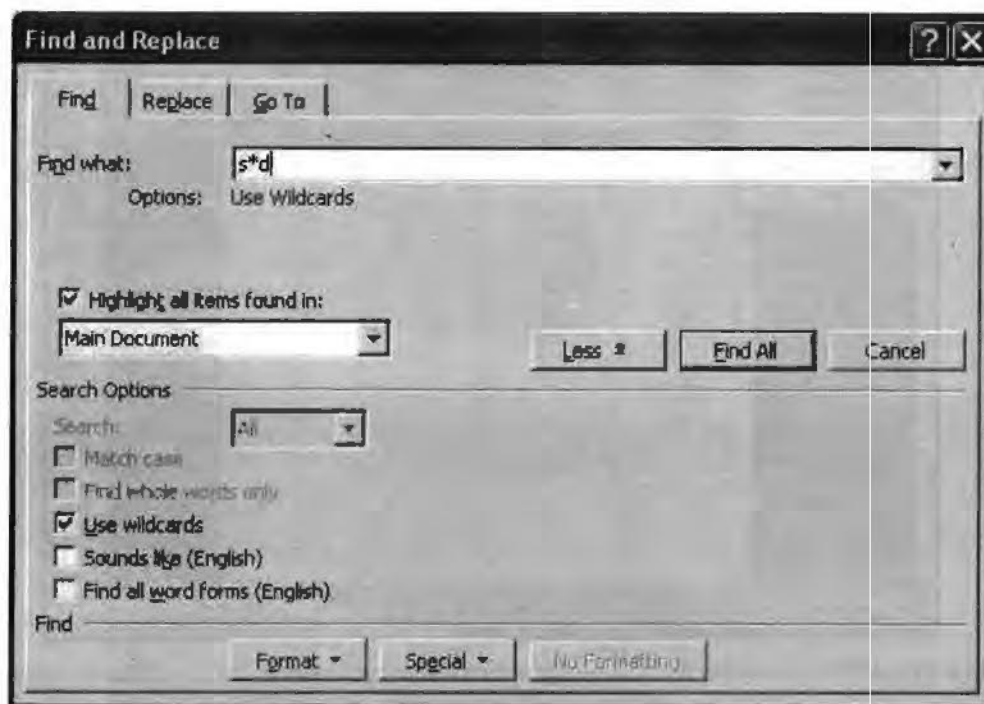 Find and Replace
Find Replace Go To
Find what: s*d
Options: Use Wildcards
Highlight all items found in:
Main Document
Less Find All Cancel
Search Options
Search: All
Match case
Find whole words only
Use wildcards
Sounds like (English)
Find all word forms (English)
Find
Format Special No Formatting